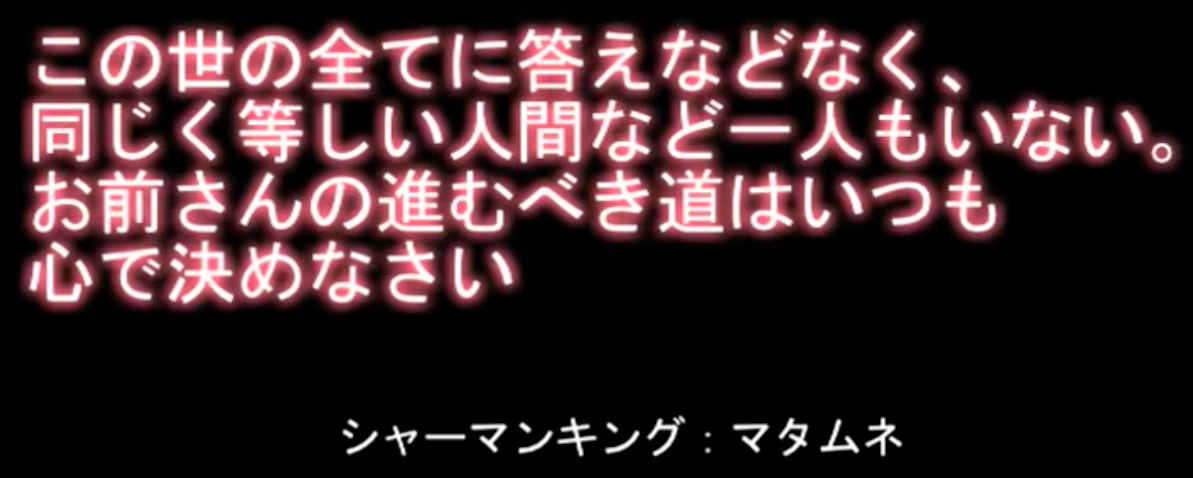 この世の全てに答えなどなく、
同じく等しい人間など一人もいない。
お前さんの進むべき道はいつも
心で決めなさい
シャーマンキング：マタムネ